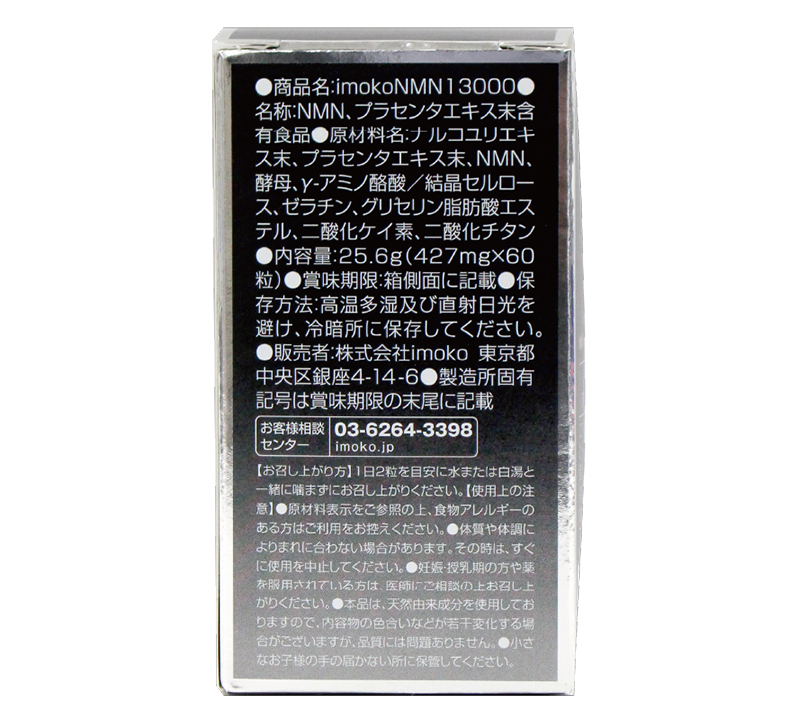 ●商品名:imokoNMN13000●
名称:NMN、プラセンタエキス末含
有食品●原材料名:ナルコユリエキ
ス末、プラセンタエキス末、NMN、
酵母、γ-アミノ酪酸／結晶セルロー
ス、ゼラチン、グリセリン脂肪酸エス
テル、二酸化ケイ素、二酸化チタン
●内容量:25.6g(427mg×60
粒)●賞味期限:箱側面に記載●保
存方法:高温多湿及び直射日光を
避け、冷暗所に保存してください。
●販売者:株式会社imoko 東京都
中央区銀座4-14-6●製造所固有
記号は賞味期限の末尾に記載
お客様相談
センター
03-6264-3398
imoko.jp
【お召し上がり方】1日2粒を目安に水または白湯と
一緒に噛まずにお召し上がりください。【使用上の注
意】●原材料表示をご参照の上、食物アレルギーの
ある方はご利用をお控えください。●体質や体調に
よりまれに合わない場合があります。その時は、すぐ
に使用を中止してください。●妊娠・授乳期の方や薬
を服用されている方は、医師にご相談の上お召し上
がりください。●本品は、天然由来成分を使用してお
りますので、内容物の色合いなどが若干変化する場
合がございますが、品質には問題ありません。●小さ
なお子様の手の届かない所に保管してください。